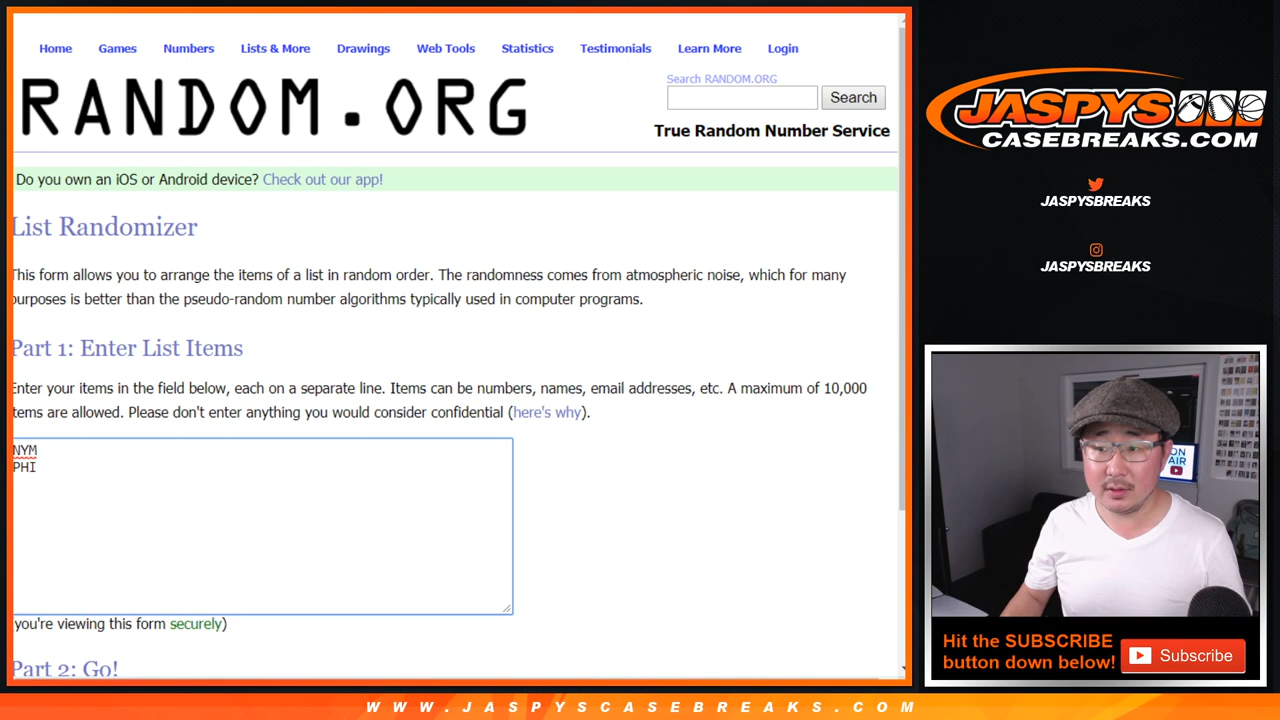 Home Games Numbers Lists & More Drawings Web Tools Statistics Testimonials Learn More Login
RANDOM.ORG
Search RANDOM.ORG
Search
True Random Number Service
Do you own an iOS or Android device? Check out our app!
List Randomizer
This form allows you to arrange the items of a list in random order. The randomness comes from atmospheric noise, which for many
purposes is better than the pseudo-random number algorithms typically used in computer programs.
Part 1: Enter List Items
Enter your items in the field below, each on a separate line. Items can be numbers, names, email addresses, etc. A maximum of 10,000
items are allowed. Please don't enter anything you would consider confidential (here's why).
NYM
PHI
you're viewing this form securely)
Part 2: Go!
JASPYS
CASEBREAKS.COM
JASPYSBREAKS
JASPYSBREAKS
ON
AIR
Hit the SUBSCRIBE
button down below!
Subscribe
WWW.JASPYSCASEBREAKS.COM